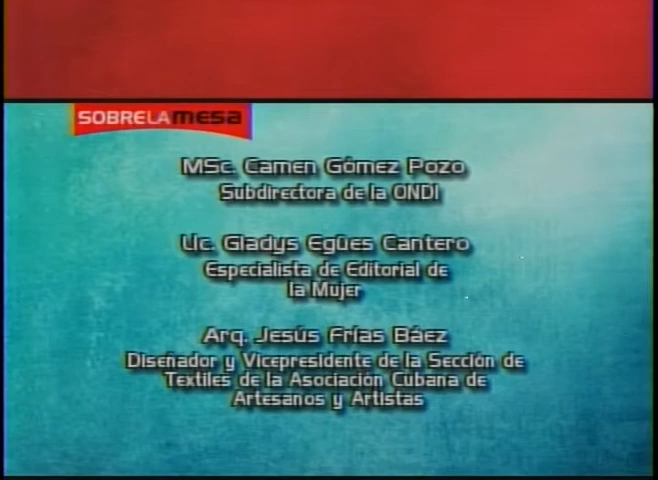 SOBRELAMESA
MSc. Camen Gómez Pozo
Subdirectora de la ONDI
Lic. Gladys Egües Cantero
Especialista de Editorial de
la Mujer
Arq. Jesús Frías Báez
Diseñador y Vicepresidente de la Sección de
Textiles de la Asociación Cubana de
Artesanos y Artistas